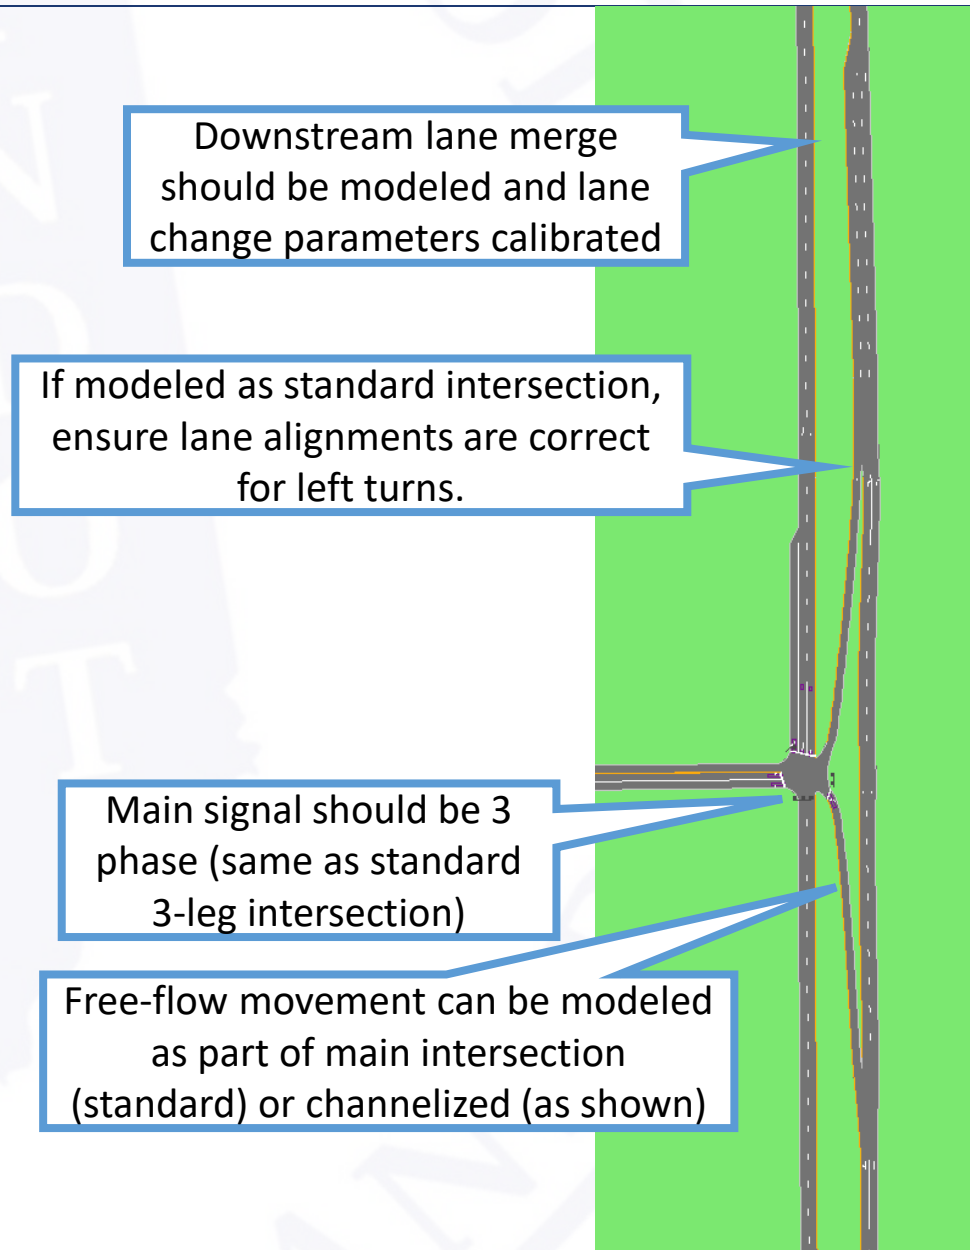 Downstream lane merge
should be modeled and lane
change parameters calibrated
If modeled as standard intersection,
ensure lane alignments are correct
for left turns.
Main signal should be 3
phase (same as standard
3-leg intersection)
Free-flow movement can be modeled
as part of main intersection
(standard) or channelized (as shown)